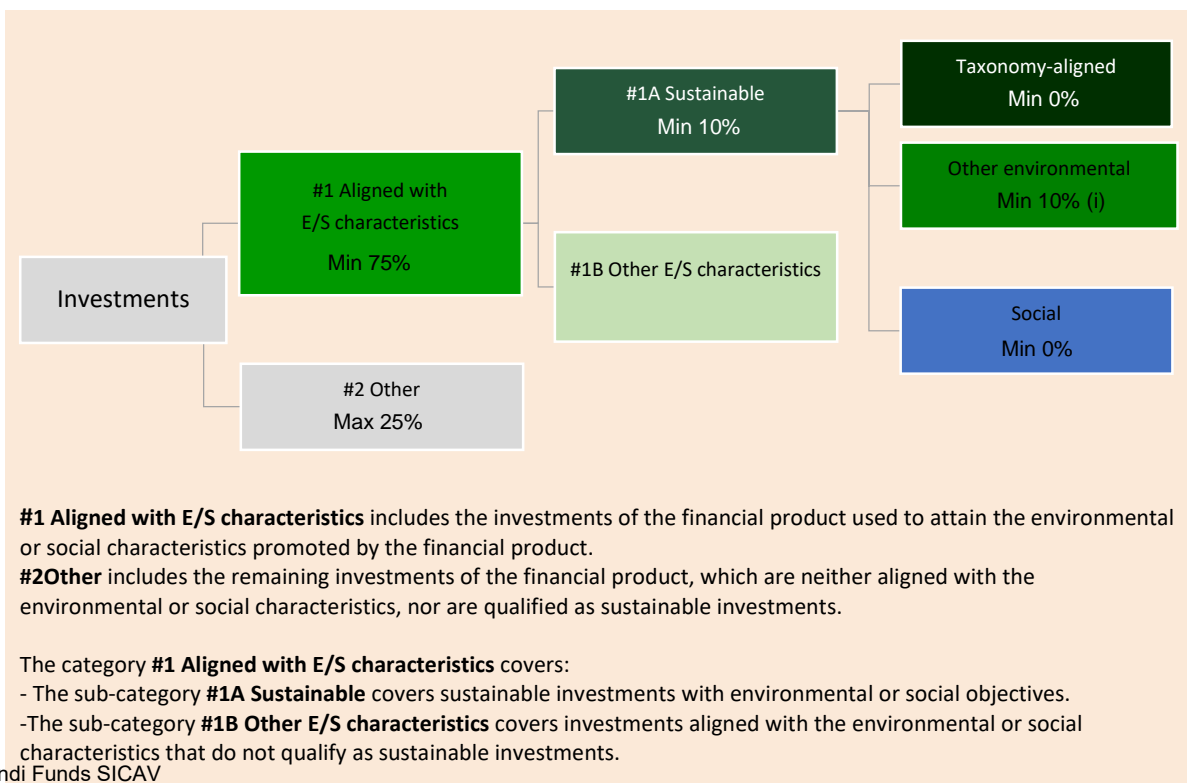 Investments
#1 Aligned with
E/S characteristics
Min 75%
#2 Other
Max 25%
#1A Sustainable
Min 10%
#1B Other E/S characteristics
Taxonomy-aligned
Min 0%
Other environmental
Min 10% (i)
Social
Min 0%
#1 Aligned with E/S characteristics includes the investments of the financial product used to attain the environmental
or social characteristics promoted by the financial product.
#2Other includes the remaining investments of the financial product, which are neither aligned with the
environmental or social characteristics, nor are qualified as sustainable investments.
The category #1 Aligned with E/S characteristics covers:
- The sub-category #1A Sustainable covers sustainable investments with environmental or social objectives.
-The sub-category #1B Other E/S characteristics covers investments aligned with the environmental or social
characteristics that do not qualify as sustainable investments.
ndi Funds SICAV